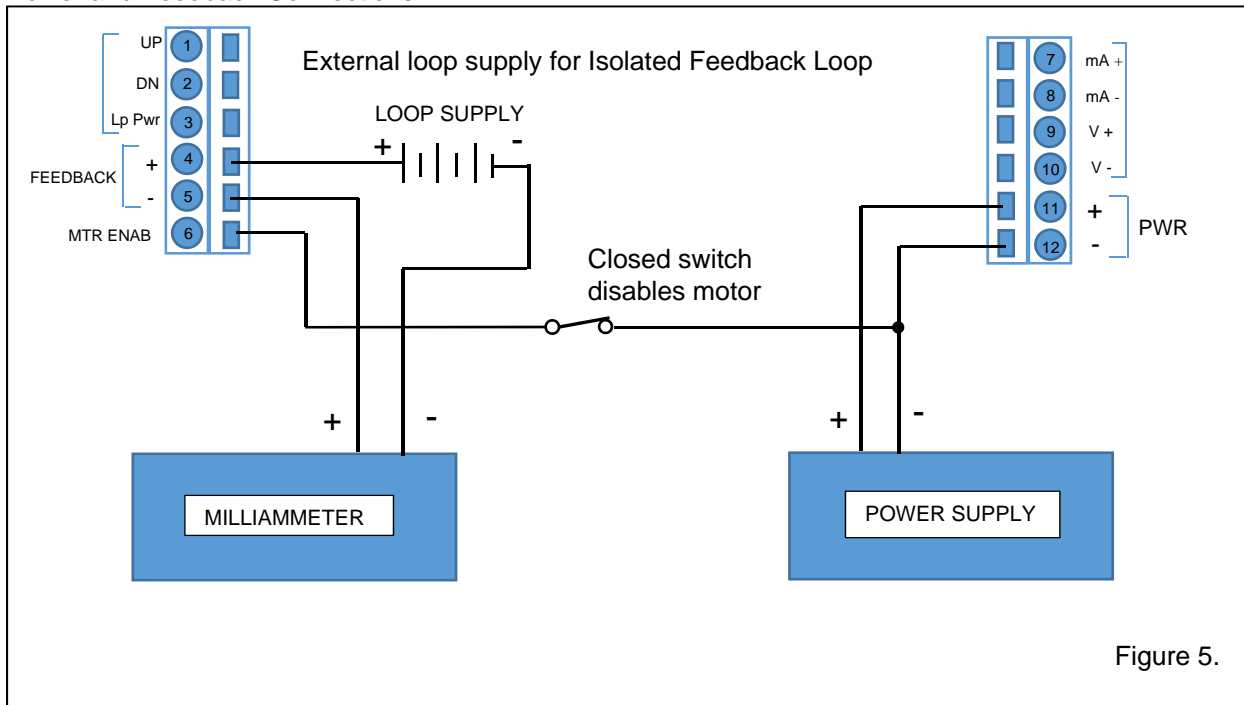 External loop supply for Isolated Feedback Loop
UP 1
DN 2
Lp Pwr 3
FEEDBACK
+ 4
- 5
MTR ENAB 6
LOOP SUPPLY
+ -
7 mA +
8 mA -
9 V +
10 V -
11 +
12 -
PWR
Closed switch
disables motor
+ -
MILLIAMMETER
+ -
POWER SUPPLY
Figure 5.